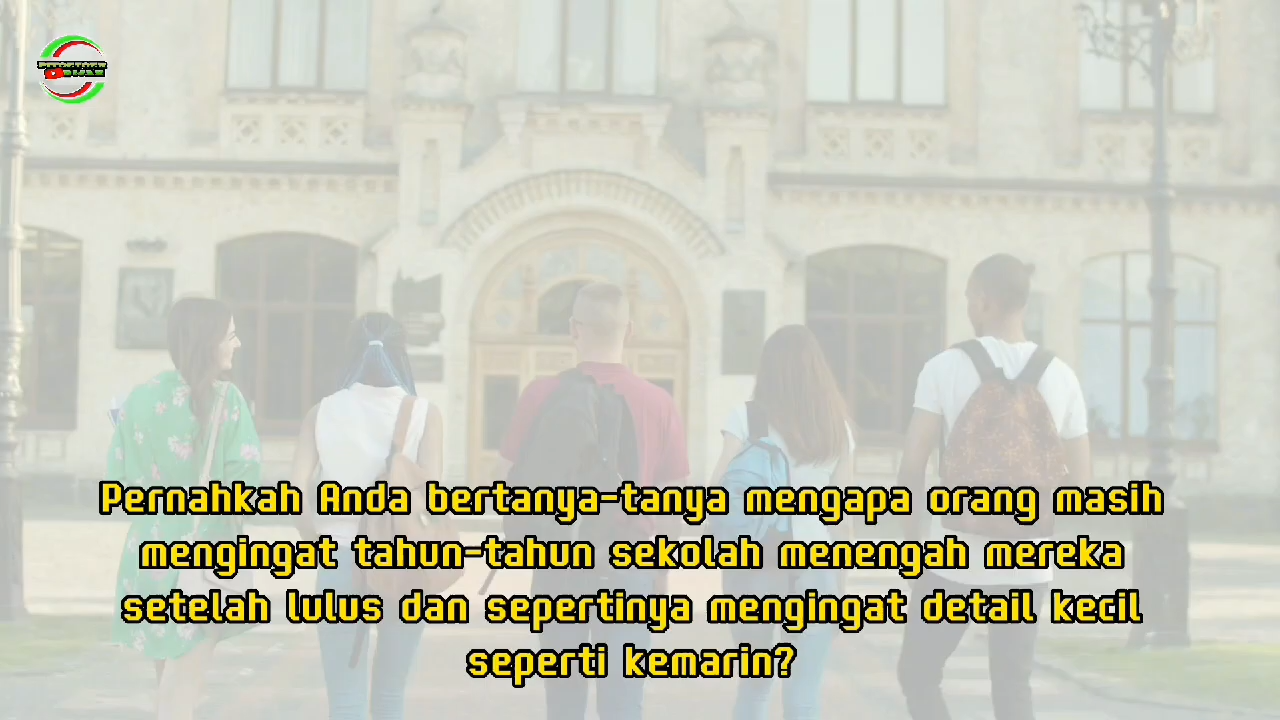 Pernahkah Anda bertanya-tanya mengapa orang masih
mengingat tahun-tahun sekolah menengah mereka
setelah lulus dan sepertinya mengingat detail kecil
seperti kemarin?